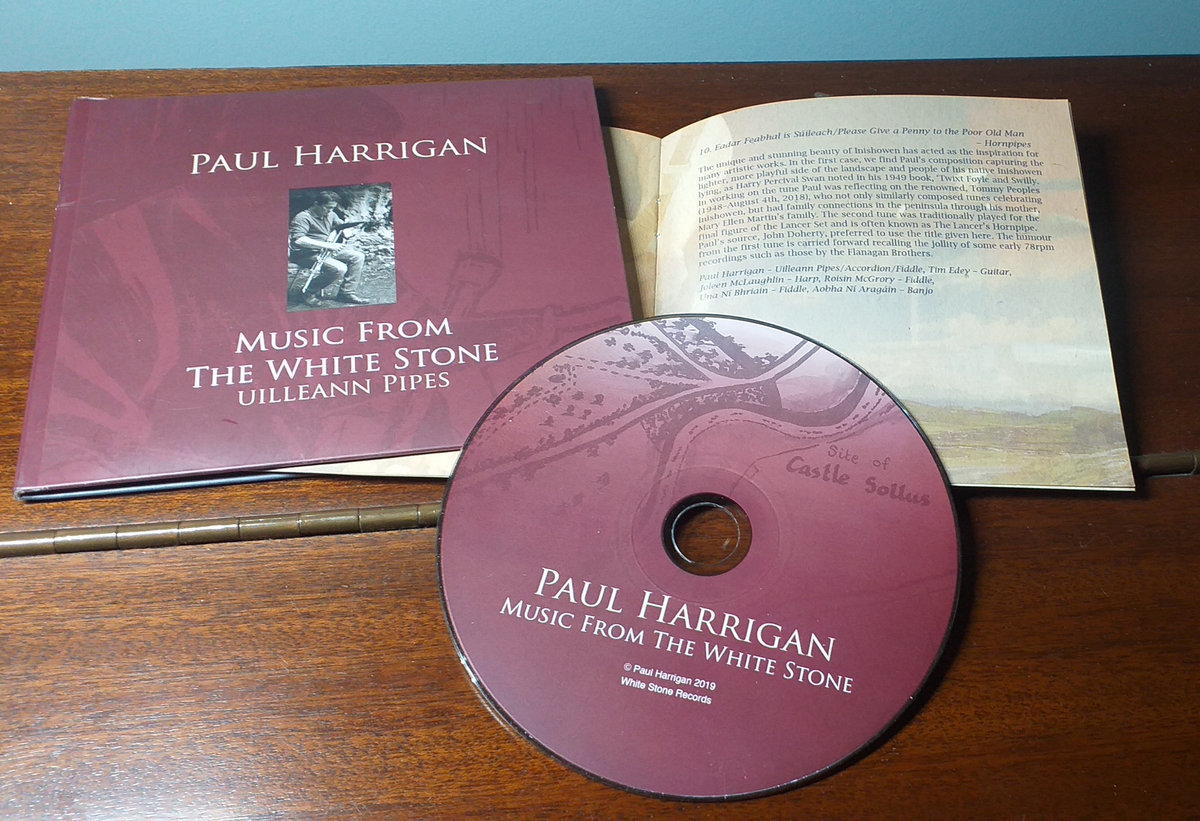 PAUL HARRIGAN
MUSIC FROM
THE WHITE STONE
UILLEANN PIPES
10. Eadar Feabhal is Súileach/Please Give a Penny to the Poor Old Man
– Hornpipes
The unique and stunning beauty of Inishowen has acted as the inspiration for
many artistic works. In the first case, we find Paul's composition capturing the
lighter, more playful side of the landscape and people of his native Inishowen
lying, as Harry Percival Swan noted in his 1949 book, 'Twixt Foyle and Swilly.
In working on the tune Paul was reflecting on the renowned, Tommy Peoples
(1948–August 4th, 2018), who not only similarly composed tunes celebrating
Inishowen, but had family connections in the peninsula through his mother,
Mary Ellen Martin's family. The second tune was traditionally played for the
final figure of the Lancer Set and is often known as The Lancer's Hornpipe.
Paul's source, John Doherty, preferred to use the title given here. The humour
from the first tune is carried forward recalling the jollity of some early 78rpm
recordings such as those by the Flanagan Brothers.
Paul Harrigan – Uilleann Pipes/Accordion/Fiddle, Tim Edey – Guitar,
Joleen McLaughlin – Harp, Roisin McGrory – Fiddle,
Una Ní Bhriain – Fiddle, Aobha Ní Aragáin – Banjo
Site of
Castle Sollus
PAUL HARRIGAN
MUSIC FROM THE WHITE STONE
© Paul Harrigan 2019
White Stone Records